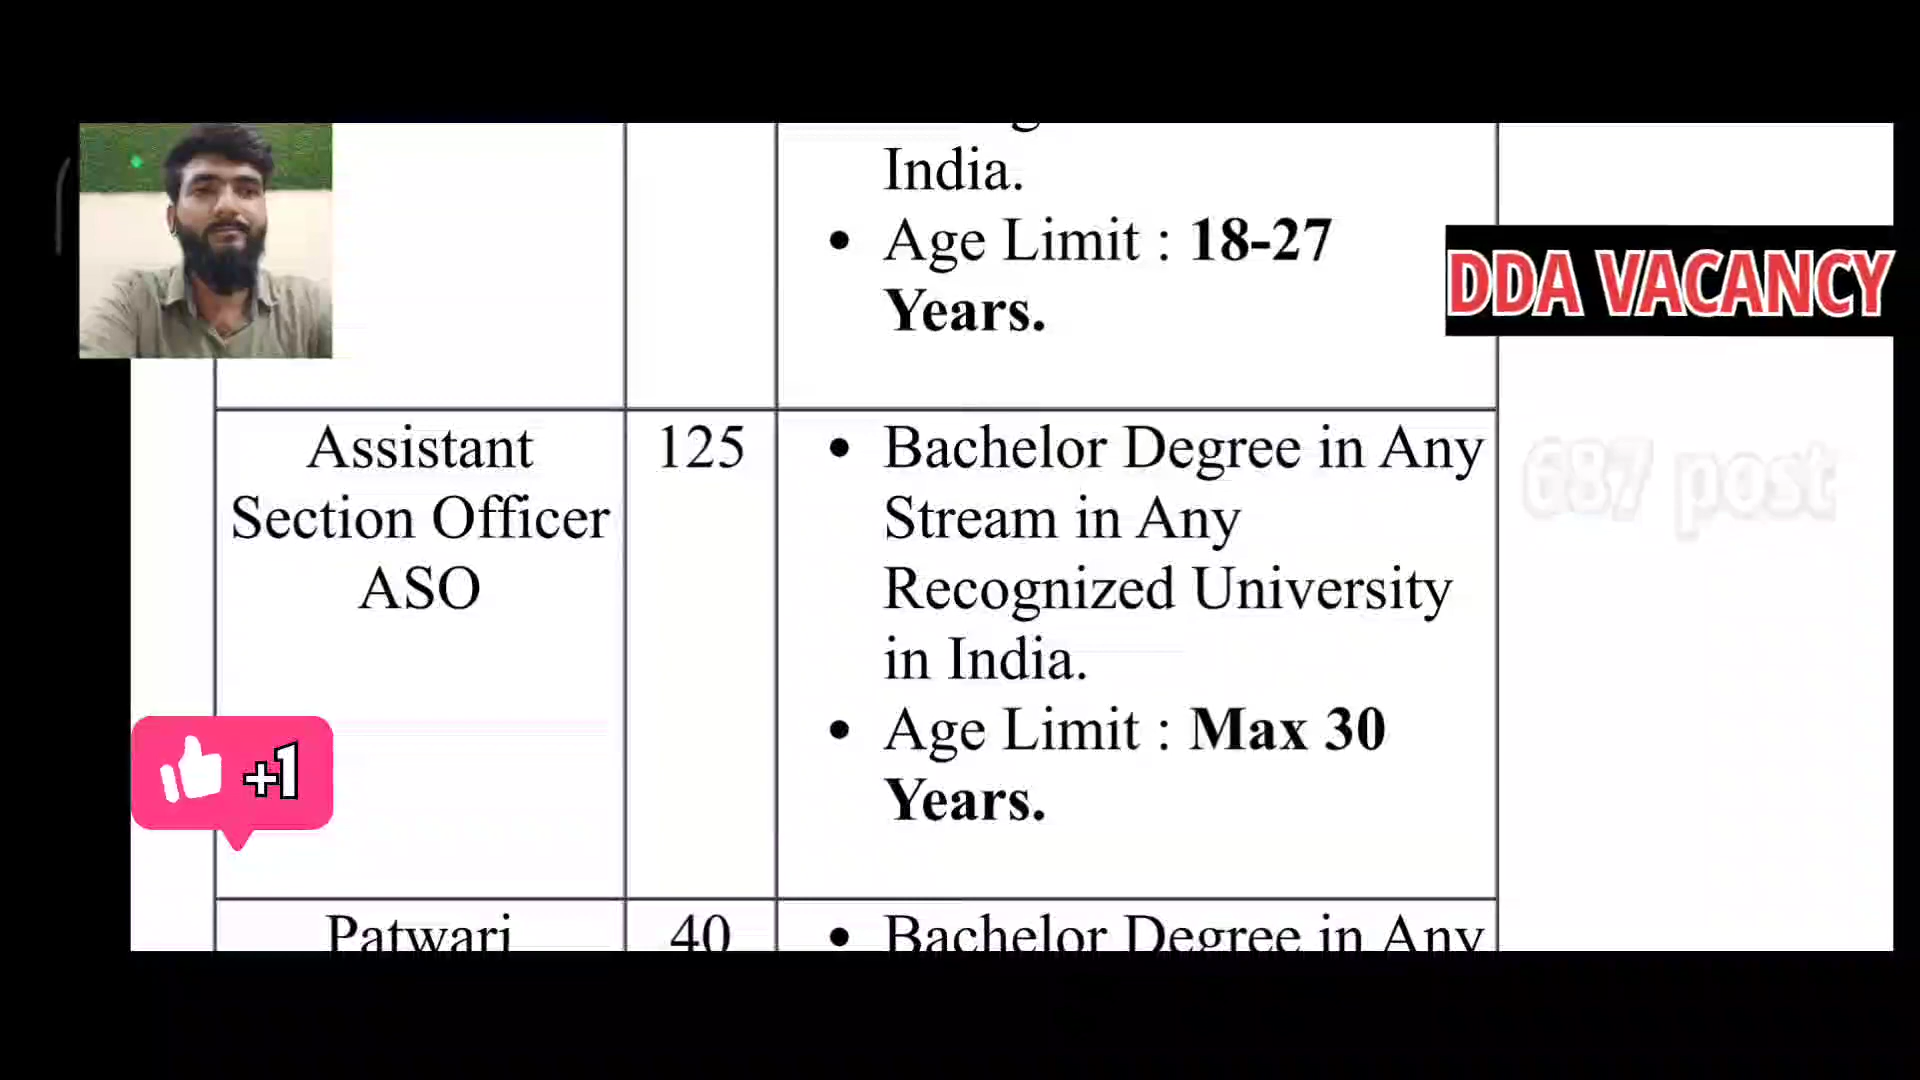 India.
• Age Limit : 18-27
Years.
DDA VACANCY
Assistant
Section Officer
ASO
125
• Bachelor Degree in Any
Stream in Any
Recognized University
in India.
• Age Limit : Max 30
Years.
687 post
+1
Patwari
40
• Bachelor Degree in Any